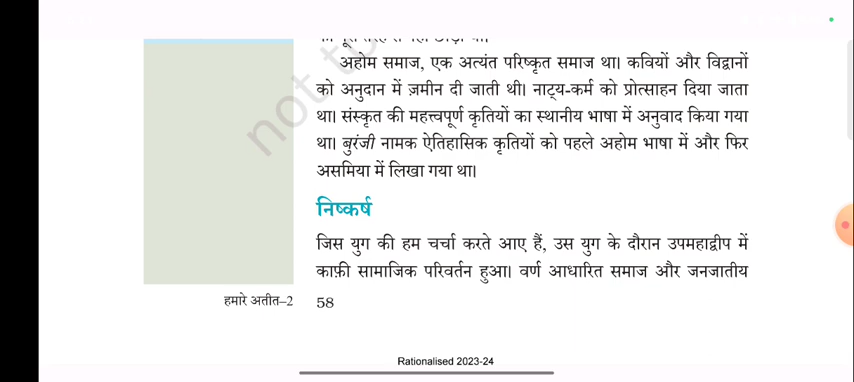 अहोम समाज, एक अत्यंत परिष्कृत समाज था। कवियों और विद्वानों
को अनुदान में ज़मीन दी जाती थी। नाट्य-कर्म को प्रोत्साहन दिया जाता
था। संस्कृत की महत्त्वपूर्ण कृतियों का स्थानीय भाषा में अनुवाद किया गया
था। बुरंजी नामक ऐतिहासिक कृतियों को पहले अहोम भाषा में और फिर
असमिया में लिखा गया था।
निष्कर्ष
जिस युग की हम चर्चा करते आए हैं, उस युग के दौरान उपमहाद्वीप में
काफ़ी सामाजिक परिवर्तन हुआ। वर्ण आधारित समाज और जनजातीय
हमारे अतीत–2 58
Rationalised 2023-24
not t